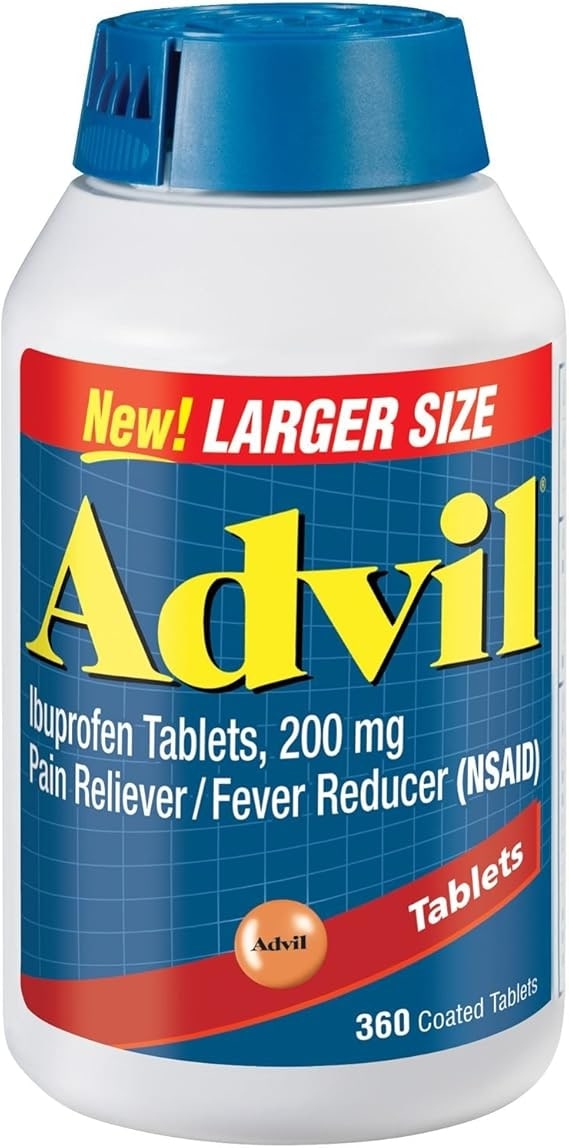 New! LARGER SIZE
Advil®
Ibuprofen Tablets, 200 mg
Pain Reliever/Fever Reducer (NSAID)
Tablets
Advil
360 Coated Tablets